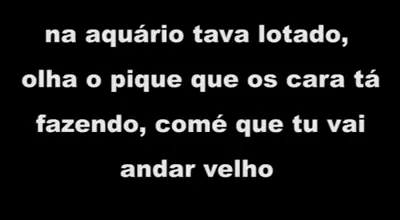 na aquário tava lotado,
olha o pique que os cara tá
fazendo, comé que tu vai
andar velho